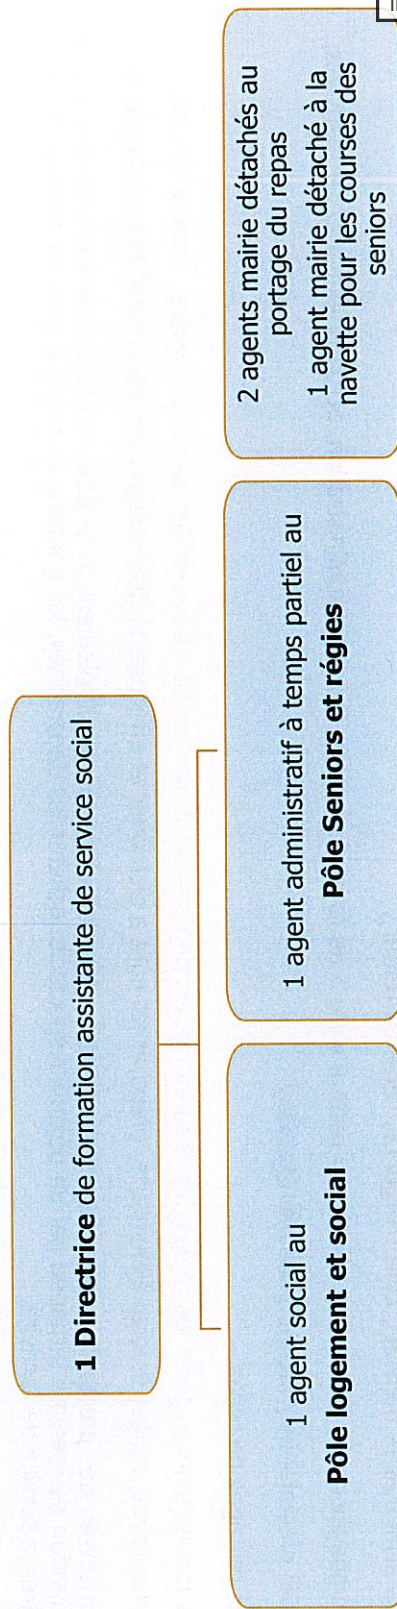 1 Directrice de formation assistante de service social
1 agent social au
Pôle logement et social
1 agent administratif à temps partiel au
Pôle Seniors et régies
2 agents mairie détachés au
portage du repas
1 agent mairie détaché à la
navette pour les courses des
seniors